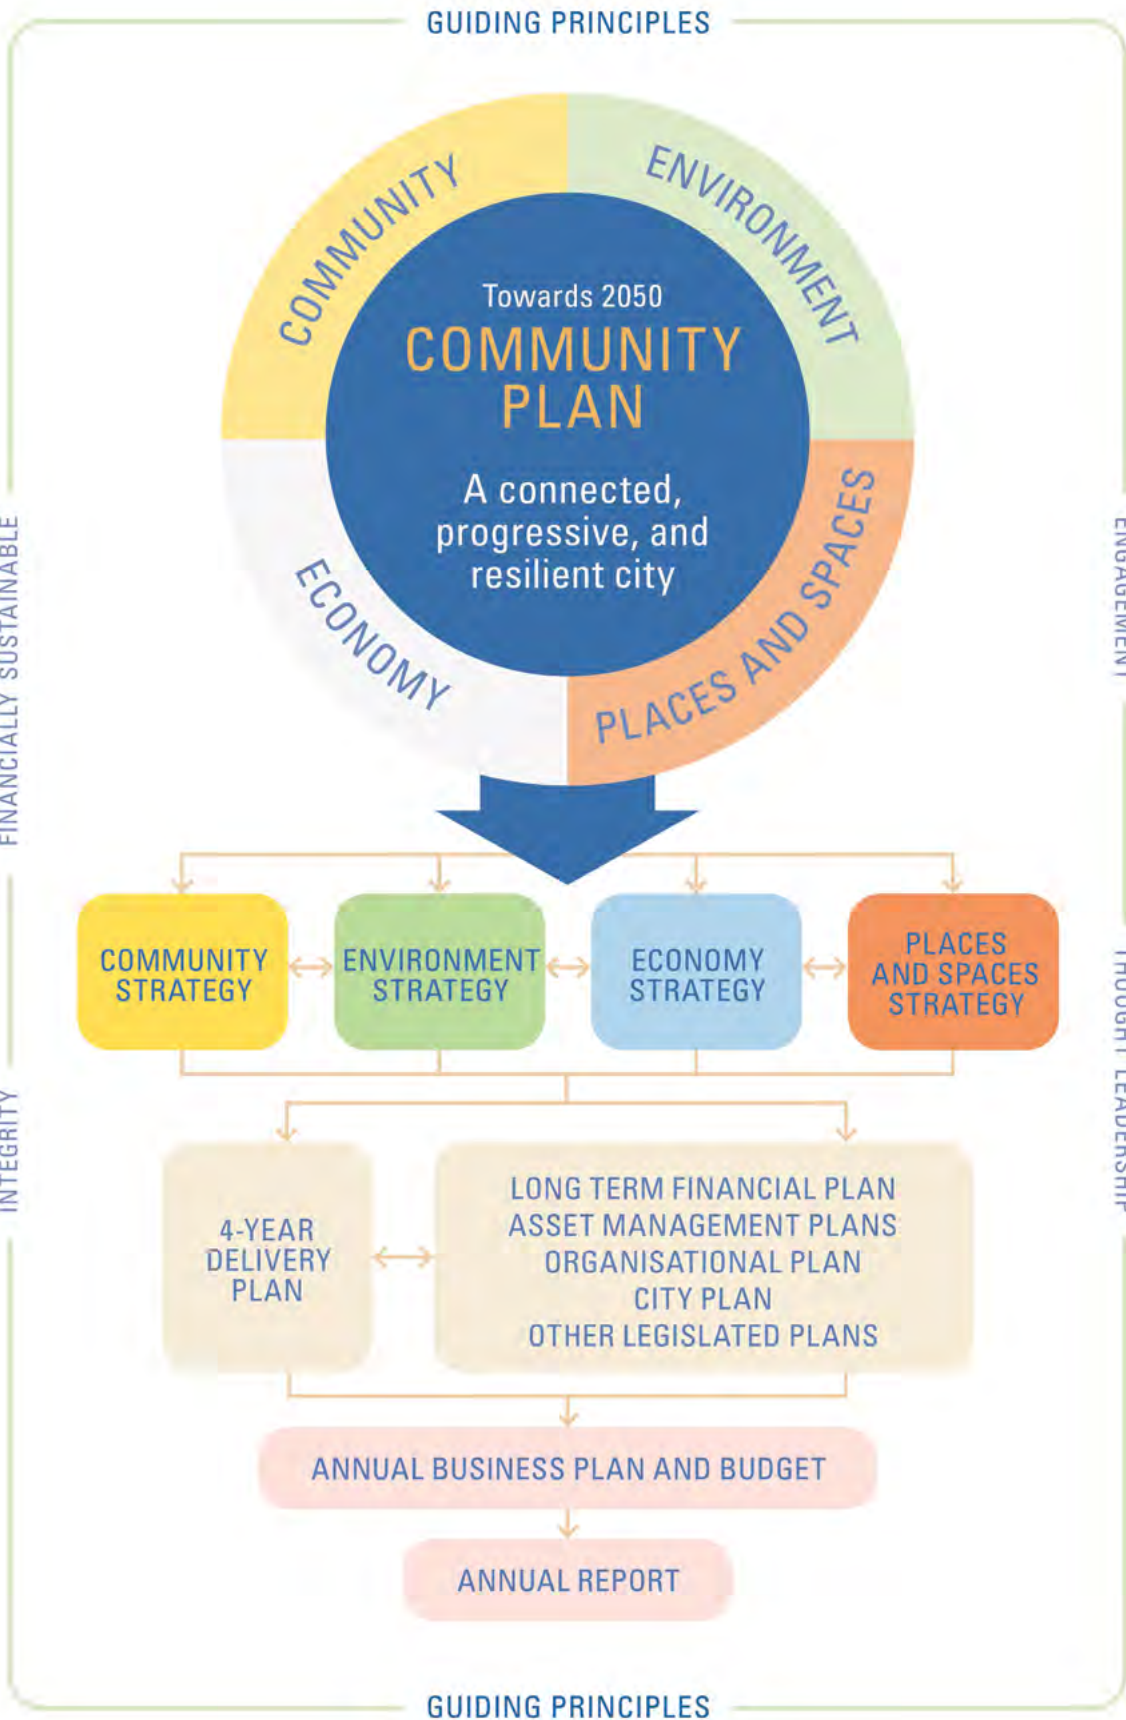 GUIDING PRINCIPLES
COMMUNITY
ENVIRONMENT
Towards 2050
COMMUNITY
PLAN
A connected,
progressive, and
resilient city
ECONOMY
PLACES AND SPACES
FINANCIALLY SUSTAINABLE
ENGAGEMENT
COMMUNITY
STRATEGY
ENVIRONMENT
STRATEGY
ECONOMY
STRATEGY
PLACES
AND SPACES
STRATEGY
INTEGRITY
THOUGHT LEADERSHIP
4-YEAR
DELIVERY
PLAN
LONG TERM FINANCIAL PLAN
ASSET MANAGEMENT PLANS
ORGANISATIONAL PLAN
CITY PLAN
OTHER LEGISLATED PLANS
ANNUAL BUSINESS PLAN AND BUDGET
ANNUAL REPORT
GUIDING PRINCIPLES